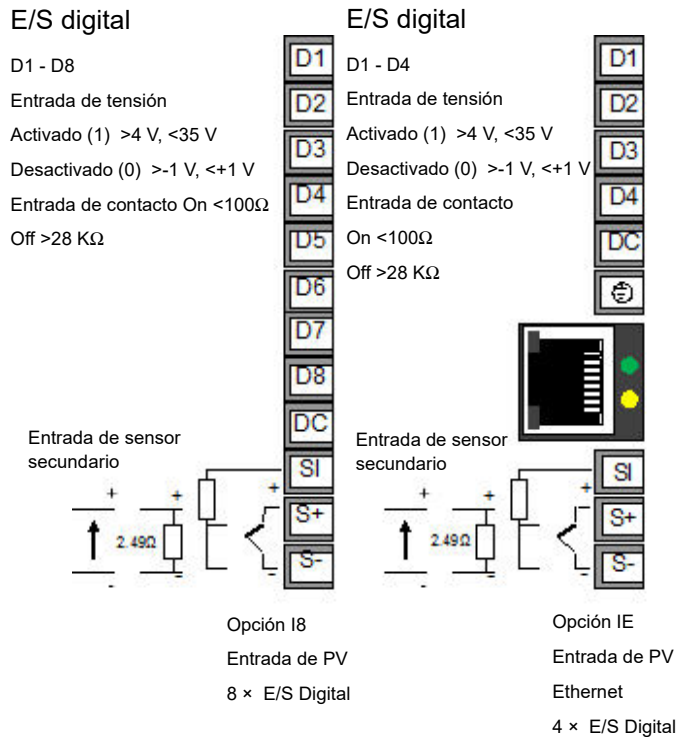 E/S digital
D1 - D8
Entrada de tensión
Activado (1)  >4 V, <35 V
Desactivado (0)  >-1 V, <+1 V
Entrada de contacto On <100Ω
Off >28 KΩ
D1
D2
D3
D4
D5
D6
D7
D8
DC
SI
S+
S-
Entrada de sensor
secundario
+
+
+
2.49Ω
-
-
-
Opción I8
Entrada de PV
8 ×  E/S Digital
E/S digital
D1 - D4
Entrada de tensión
Activado (1)  >4 V, <35 V
Desactivado (0)  >-1 V, <+1 V
Entrada de contacto
On <100Ω
Off >28 KΩ
D1
D2
D3
D4
DC
SI
S+
S-
Entrada de sensor
secundario
+
+
+
2.49Ω
-
-
-
Opción IE
Entrada de PV
Ethernet
4 ×  E/S Digital